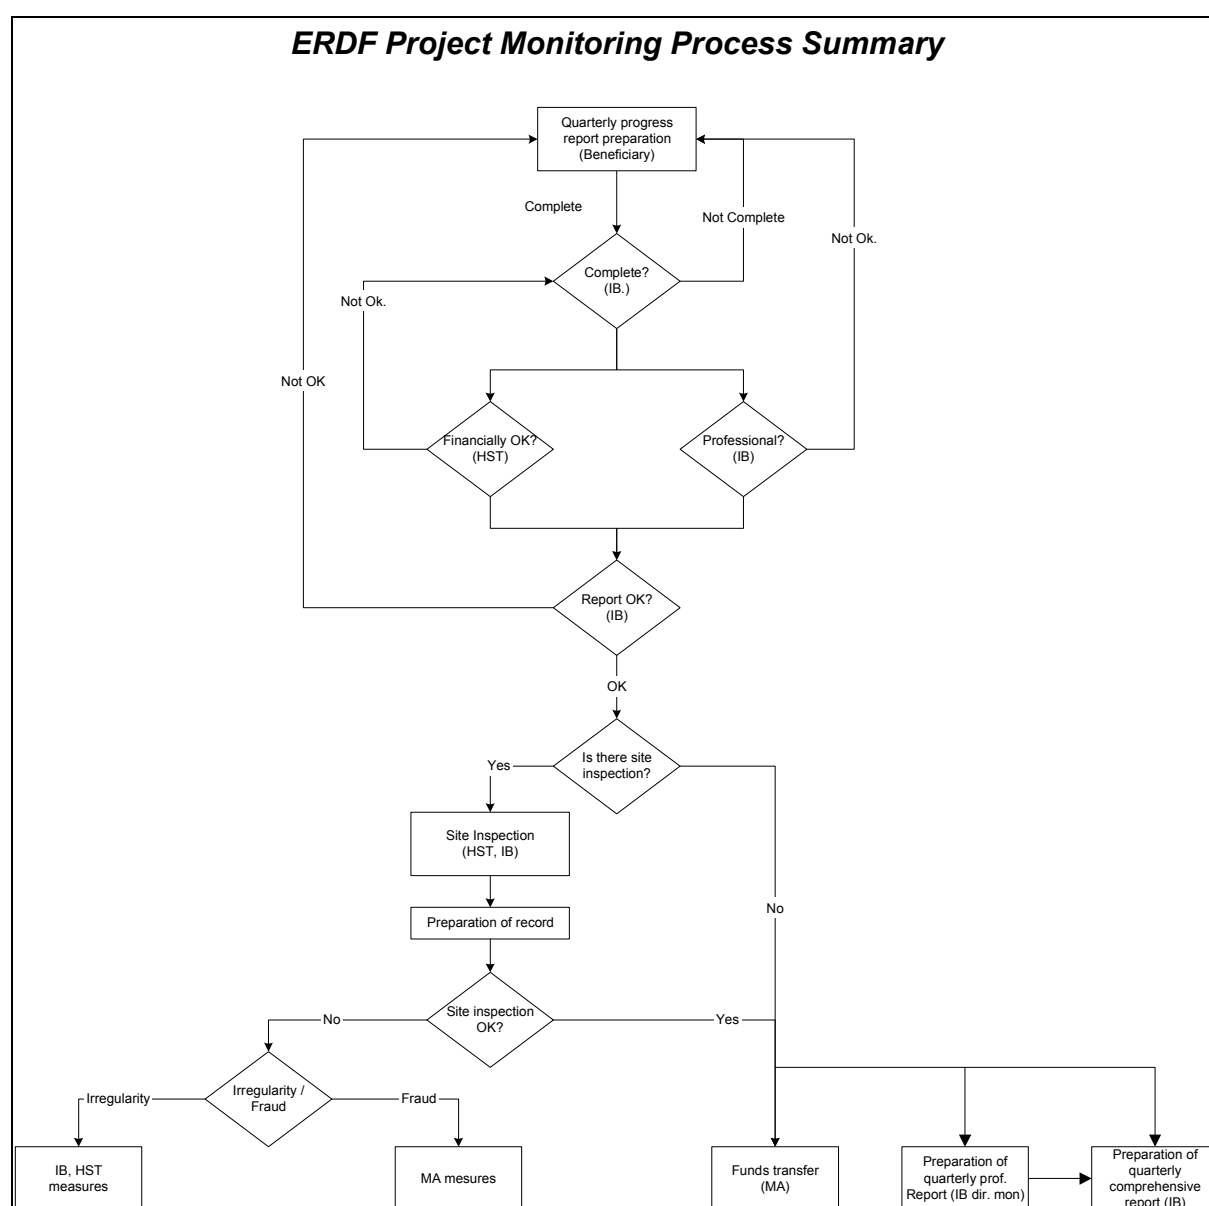 ERDF Project Monitoring Process Summary
Quarterly progress
report preparation
(Beneficiary)
Complete
Not Complete
Not Ok.
Complete?
(IB.)
Not Ok.
Not OK
Financially OK?
(HST)
Professional?
(IB)
Report OK?
(IB)
OK
Is there site
inspection?
Yes
Site Inspection
(HST, IB)
No
Preparation of record
Site inspection
OK?
No
Yes
Irregularity /
Fraud
Irregularity
Fraud
IB, HST
measures
MA mesures
Funds transfer
(MA)
Preparation of
quarterly prof.
Report (IB dir. mon)
Preparation of
quarterly
comprehensive
report (IB)